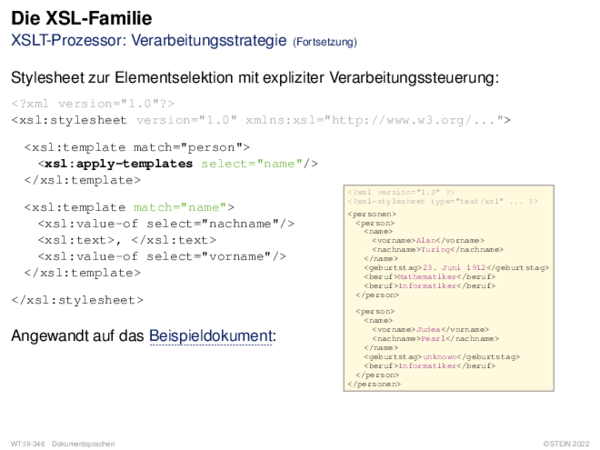 Die XSL-Familie
XSLT-Prozessor: Verarbeitungsstrategie (Fortsetzung)
Stylesheet zur Elementselektion mit expliziter Verarbeitungssteuerung:
<?xml version="1.0"?>
<xsl:stylesheet version="1.0" xmlns:xsl="http://www.w3.org/...">
<xsl:template match="person">
<xsl:apply-templates select="name"/>
</xsl:template>
<xsl:template match="name">
<xsl:value-of select="nachname"/>
<xsl:text>, </xsl:text>
<xsl:value-of select="vorname"/>
</xsl:template>
</xsl:stylesheet>
<?xml version="1.0" ?>
<?xml-stylesheet type="text/xsl" ... ?>
<personen>
<person>
<name>
<vorname>Alan</vorname>
<nachname>Turing</nachname>
</name>
<geburtstag>23. Juni 1912</geburtstag>
<beruf>Mathematiker</beruf>
<beruf>Informatiker</beruf>
</person>
<person>
<name>
<vorname>Judea</vorname>
<nachname>Pearl</nachname>
</name>
<geburtstag>unknown</geburtstag>
<beruf>Informatiker</beruf>
</person>
</personen>
Angewandt auf das Beispieldokument:
WT:III-346 Dokumentsprachen
©STEIN 2022